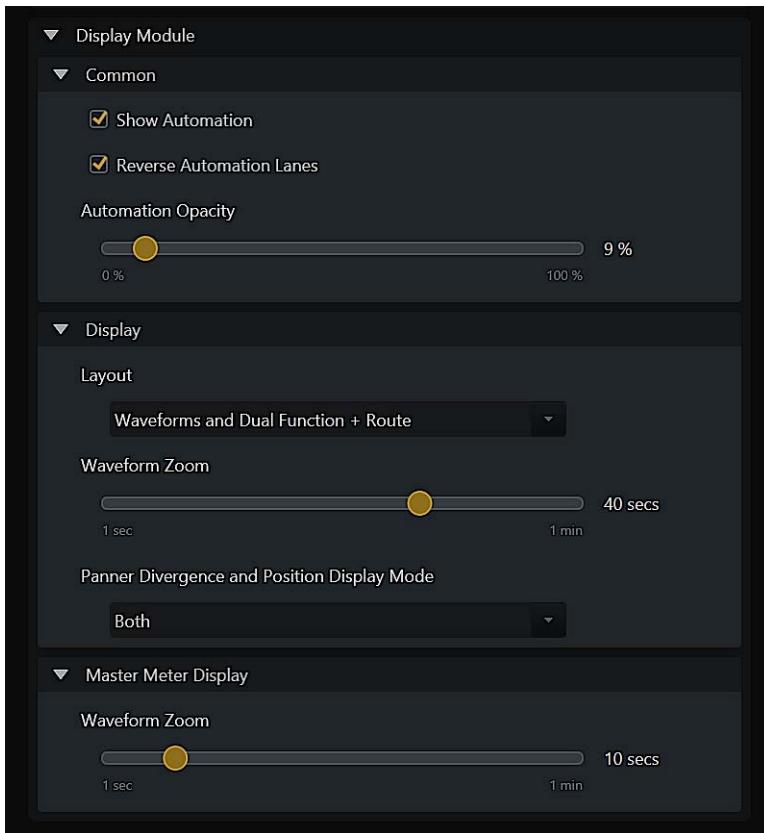 Display Module
Common
Show Automation
Reverse Automation Lanes
Automation Opacity
9 %
0 %
100 %
Display
Layout
Waveforms and Dual Function + Route
Waveform Zoom
40 secs
1 sec
1 min
Panner Divergence and Position Display Mode
Both
Master Meter Display
Waveform Zoom
10 secs
1 sec
1 min